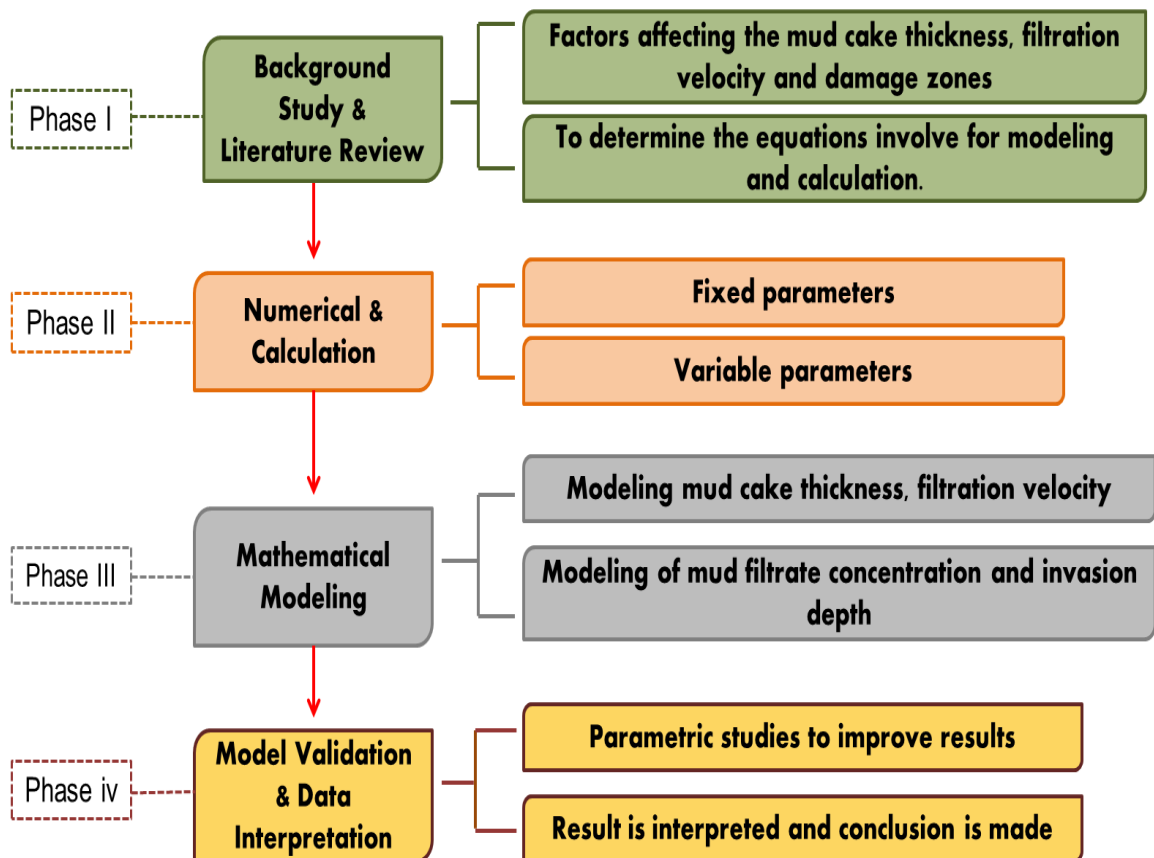 Phase I
Background
Study &
Literature Review
Factors affecting the mud cake thickness, filtration
velocity and damage zones
To determine the equations involve for modeling
and calculation.
Phase II
Numerical &
Calculation
Fixed parameters
Variable parameters
Phase III
Mathematical
Modeling
Modeling mud cake thickness, filtration velocity
Modeling of mud filtrate concentration and invasion
depth
Phase iv
Model Validation
& Data
Interpretation
Parametric studies to improve results
Result is interpreted and conclusion is made